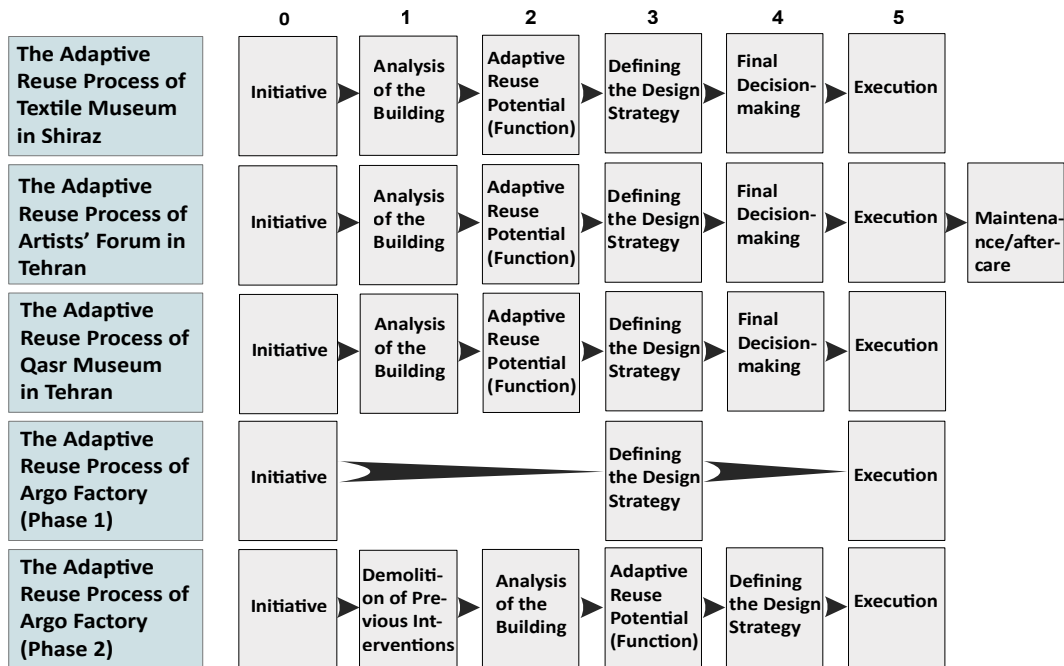 0 1 2 3 4 5
The Adaptive
Reuse Process of
Textile Museum
in Shiraz
Initiative
Analysis
of the
Building
Adaptive
Reuse
Potential
(Function)
Defining
the Design
Strategy
Final
Decision-
making
Execution
The Adaptive
Reuse Process of
Artists’ Forum in
Tehran
Initiative
Analysis
of the
Building
Adaptive
Reuse
Potential
(Function)
Defining
the Design
Strategy
Final
Decision-
making
Execution
Maintena-
nce/after-
care
The Adaptive
Reuse Process of
Qasr Museum
in Tehran
Initiative
Analysis
of the
Building
Adaptive
Reuse
Potential
(Function)
Defining
the Design
Strategy
Final
Decision-
making
Execution
The Adaptive
Reuse Process of
Argo Factory
(Phase 1)
Initiative
Defining
the Design
Strategy
Execution
The Adaptive
Reuse Process of
Argo Factory
(Phase 2)
Initiative
Demoliti-
on of Pre-
vious Int-
erventions
Analysis
of the
Building
Adaptive
Reuse
Potential
(Function)
Defining
the Design
Strategy
Execution